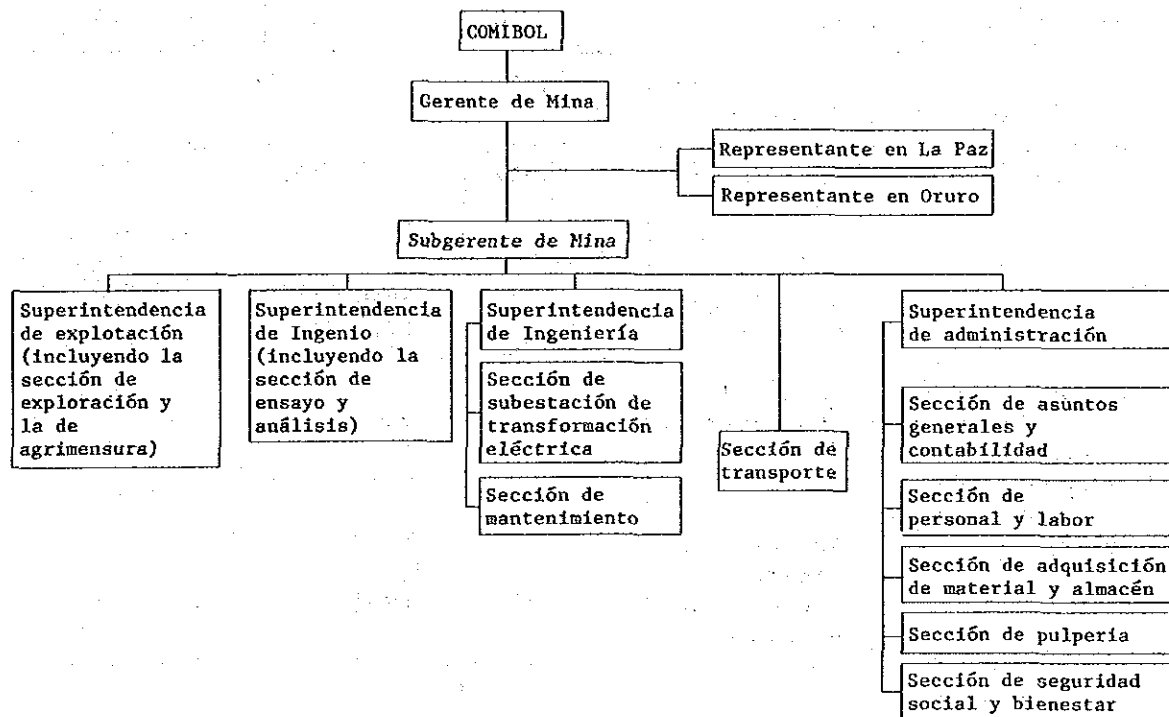 COMIBOL
Gerente de Mina
Representante en La Paz
Representante en Oruro
Subgerente de Mina
Superintendencia
de explotación
(incluyendo la
sección de
exploración y
la de
agrimensura)
Superintendencia
de Ingenio
(incluyendo la
sección de
ensayo y
análisis)
Superintendencia
de Ingeniería
Sección de
subestación de
transformación
eléctrica
Sección de
mantenimiento
Sección de
transporte
Superintendencia
de administración
Sección de asuntos
generales y
contabilidad
Sección de
personal y labor
Sección de adquisición
de material y almacén
Sección de pulpería
Sección de seguridad
social y bienestar